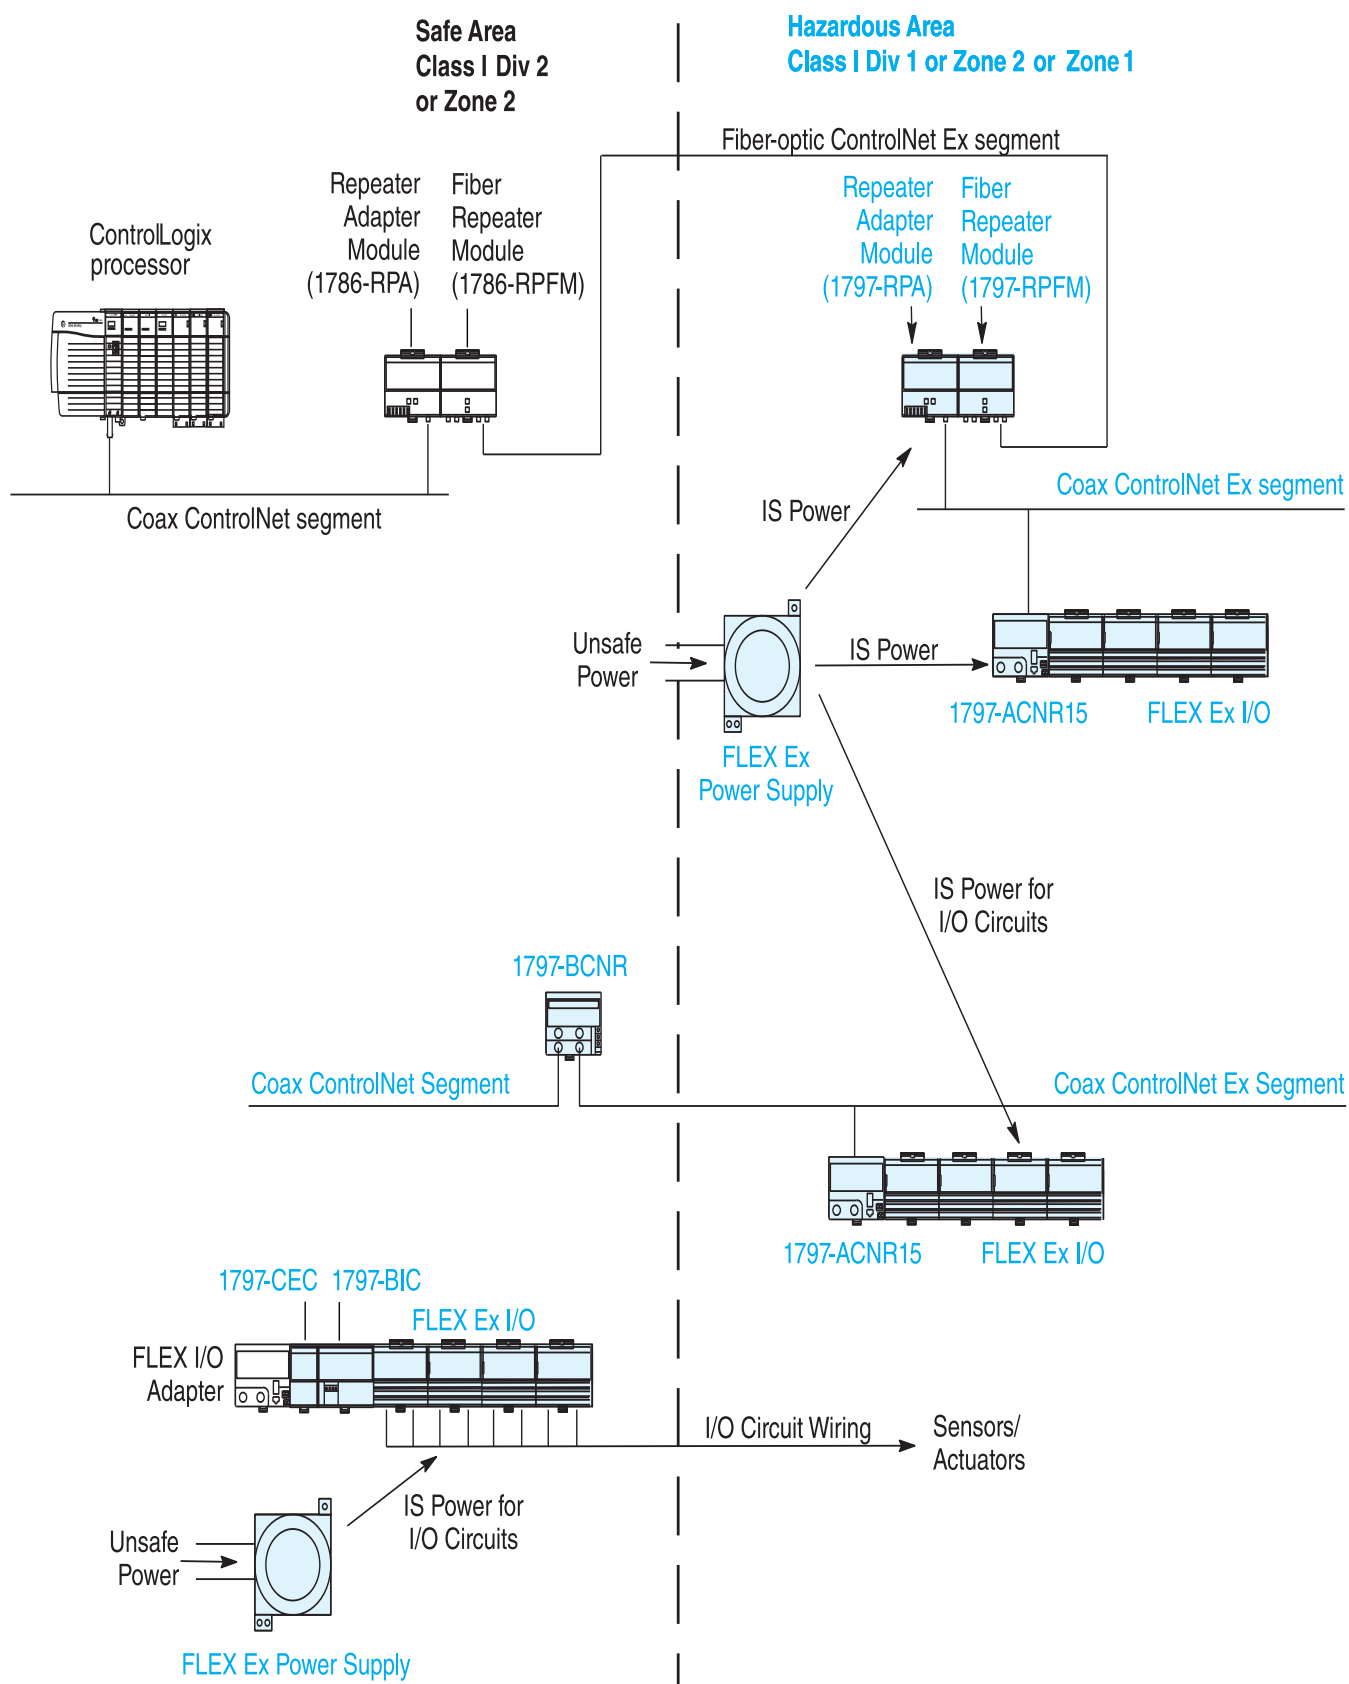 Safe Area
Class I Div 2
or Zone 2
Hazardous Area
Class I Div 1 or Zone 2 or Zone 1
Fiber-optic ControlNet Ex segment
Repeater
Adapter
Module
(1786-RPA)
Fiber
Repeater
Module
(1786-RPFM)
Repeater
Adapter
Module
(1797-RPA)
Fiber
Repeater
Module
(1797-RPFM)
ControlLogix
processor
Coax ControlNet segment
Coax ControlNet Ex segment
IS Power
Unsafe
Power
IS Power
1797-ACNR15
FLEX Ex I/O
FLEX Ex
Power Supply
IS Power for
I/O Circuits
1797-BCNR
Coax ControlNet Segment
Coax ControlNet Ex Segment
1797-ACNR15
FLEX Ex I/O
1797-CEC
1797-BIC
FLEX Ex I/O
FLEX I/O
Adapter
I/O Circuit Wiring
Sensors/
Actuators
IS Power for
I/O Circuits
Unsafe
Power
FLEX Ex Power Supply